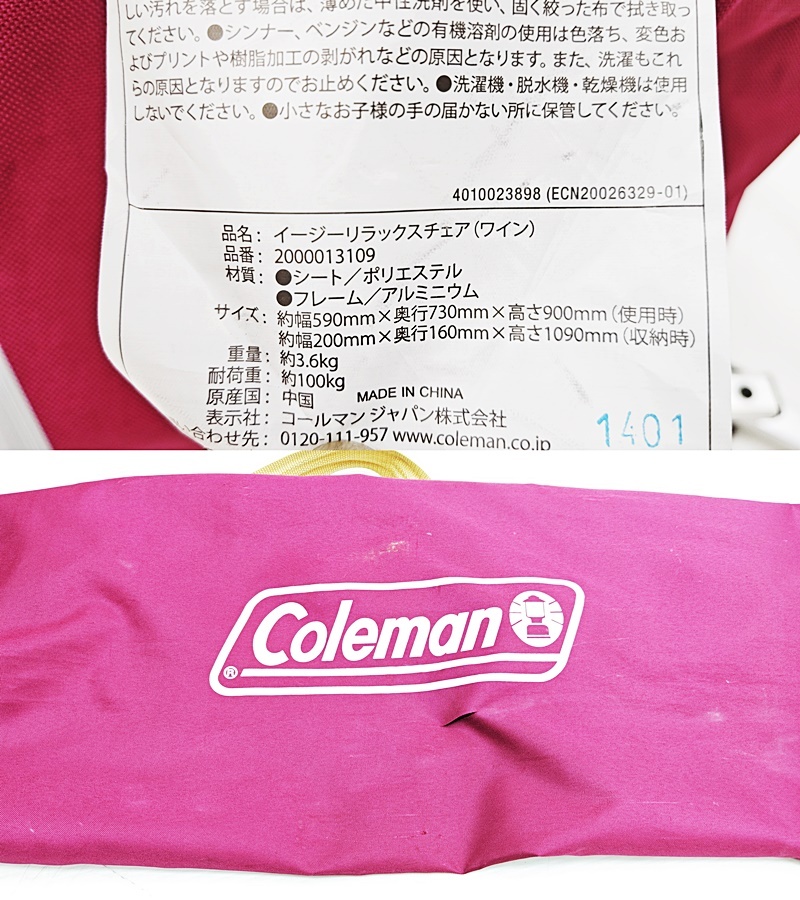 しい汚れを落とす場合は、薄めた中性洗剤を使い、固く絞った布で拭き取っ
てください。●シンナー、ベンジンなどの有機溶剤の使用は色落ち、変色お
よびプリントや樹脂加工の剥がれなどの原因となります。また、洗濯もこれ
らの原因となりますのでお止めください。●洗濯機・脱水機・乾燥機は使用
しないでください。●小さなお子様の手の届かない所に保管してください。
4010023898 (ECN20026329-01)
品名： イージーリラックスチェア（ワイン）
品番： 2000013109
材質： ●シート／ポリエステル
●フレーム／アルミニウム
サイズ： 約幅590mm×奥行730mm×高さ900mm（使用時）
約幅200mm×奥行160mm×高さ1090mm（収納時）
重量： 約3.6kg
耐荷重： 約100kg
原産国： 中国 MADE IN CHINA
表示社： コールマン ジャパン株式会社
い合わせ先： 0120-111-957 www.coleman.co.jp
1401
Coleman
®